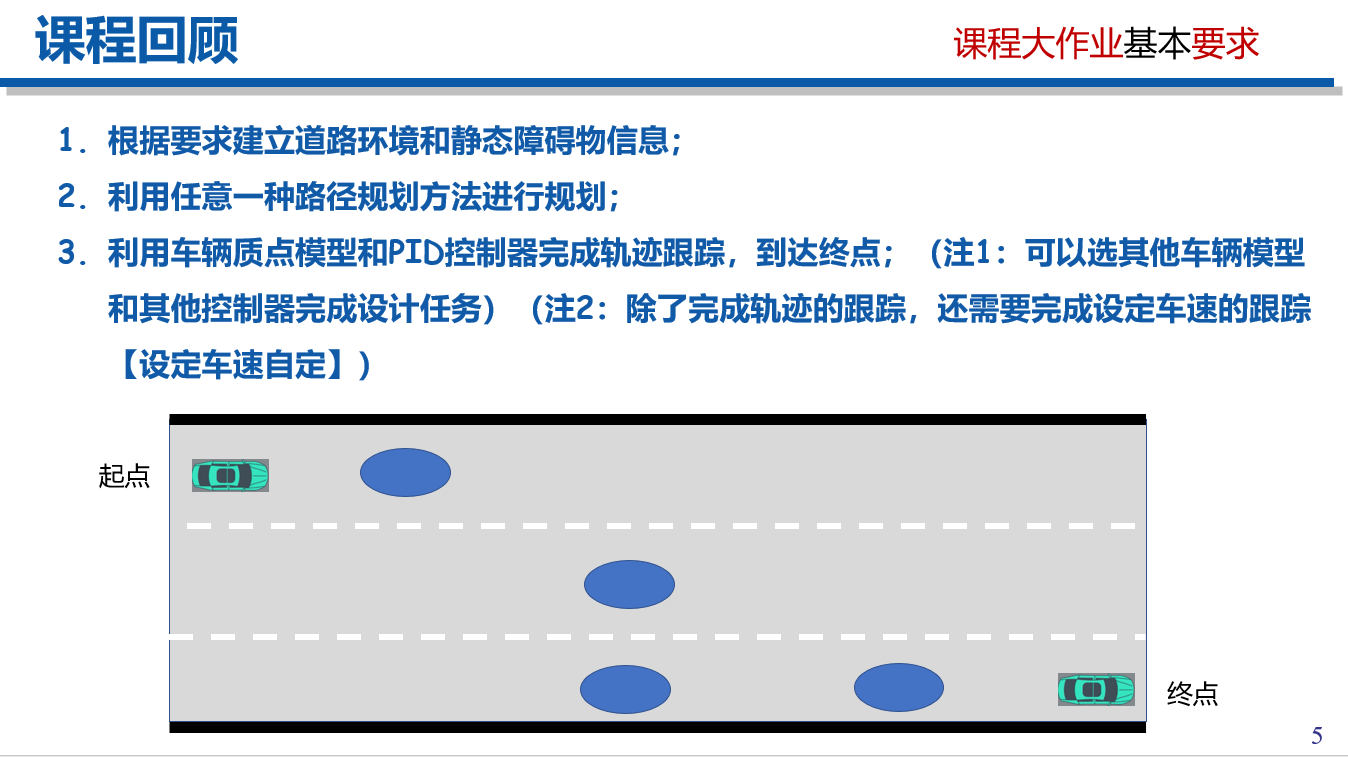 课程回顾
课程大作业基本要求
1. 根据要求建立道路环境和静态障碍物信息；
2. 利用任意一种路径规划方法进行规划；
3. 利用车辆质点模型和PID控制器完成轨迹跟踪，到达终点；（注1：可以选其他车辆模型
和其他控制器完成设计任务）（注2：除了完成轨迹的跟踪，还需要完成设定车速的跟踪
【设定车速自定】）
起点
终点
5